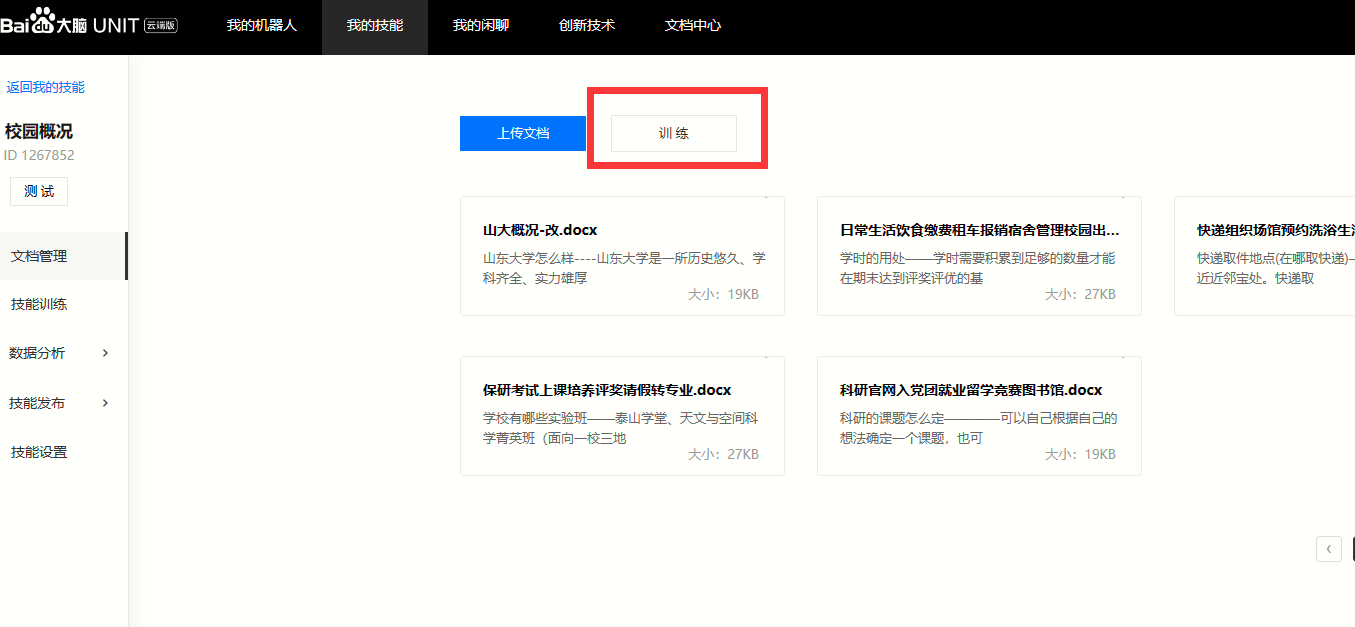 Bai du 大脑 UNIT 云端版
我的机器人
我的技能
我的闲聊
创新技术
文档中心
返回我的技能
校园概况
ID 1267852
测 试
文档管理
技能训练
数据分析
技能发布
技能设置
上传文档
训 练
山大概况-改.docx
山东大学怎么样----山东大学是一所历史悠久、学
科齐全、实力雄厚
大小：19KB
日常生活饮食缴费租车报销宿舍管理校园出...
学时的用处——学时需要积累到足够的数量才能
在期末达到评奖评优的基
大小：27KB
快递组织场馆预约洗浴生
快递取件地点(在哪取快递)-
近近邻宝处。快递取
保研考试上课培养评奖请假转专业.docx
学校有哪些实验班——泰山学堂、天文与空间科
学菁英班（面向一校三地
大小：27KB
科研官网入党团就业留学竞赛图书馆.docx
科研的课题怎么定————可以自己根据自己的
想法确定一个课题，也可
大小：19KB